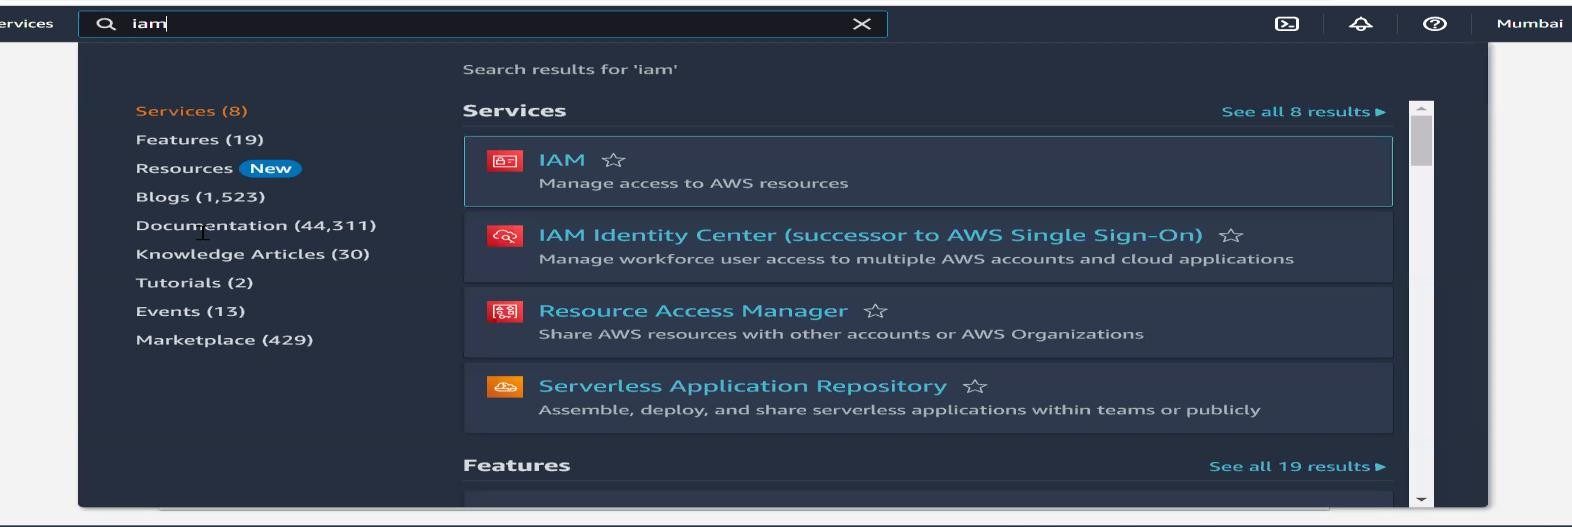 ervices
iam
Mumbai
Search results for 'iam'
Services (8)
Features (19)
Resources New
Blogs (1,523)
Documentation (44,311)
Knowledge Articles (30)
Tutorials (2)
Events (13)
Marketplace (429)
Services
See all 8 results ▶
IAM
Manage access to AWS resources
IAM Identity Center (successor to AWS Single Sign-On)
Manage workforce user access to multiple AWS accounts and cloud applications
Resource Access Manager
Share AWS resources with other accounts or AWS Organizations
Serverless Application Repository
Assemble, deploy, and share serverless applications within teams or publicly
Features
See all 19 results ▶